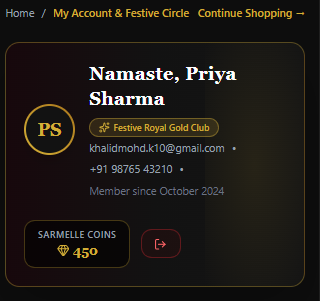 Home / My Account & Festive Circle Continue Shopping →
Namaste, Priya
Sharma
PS
Festive Royal Gold Club
khalidmohd.k10@gmail.com •
+91 98765 43210 •
Member since October 2024
SARMELLE COINS
450